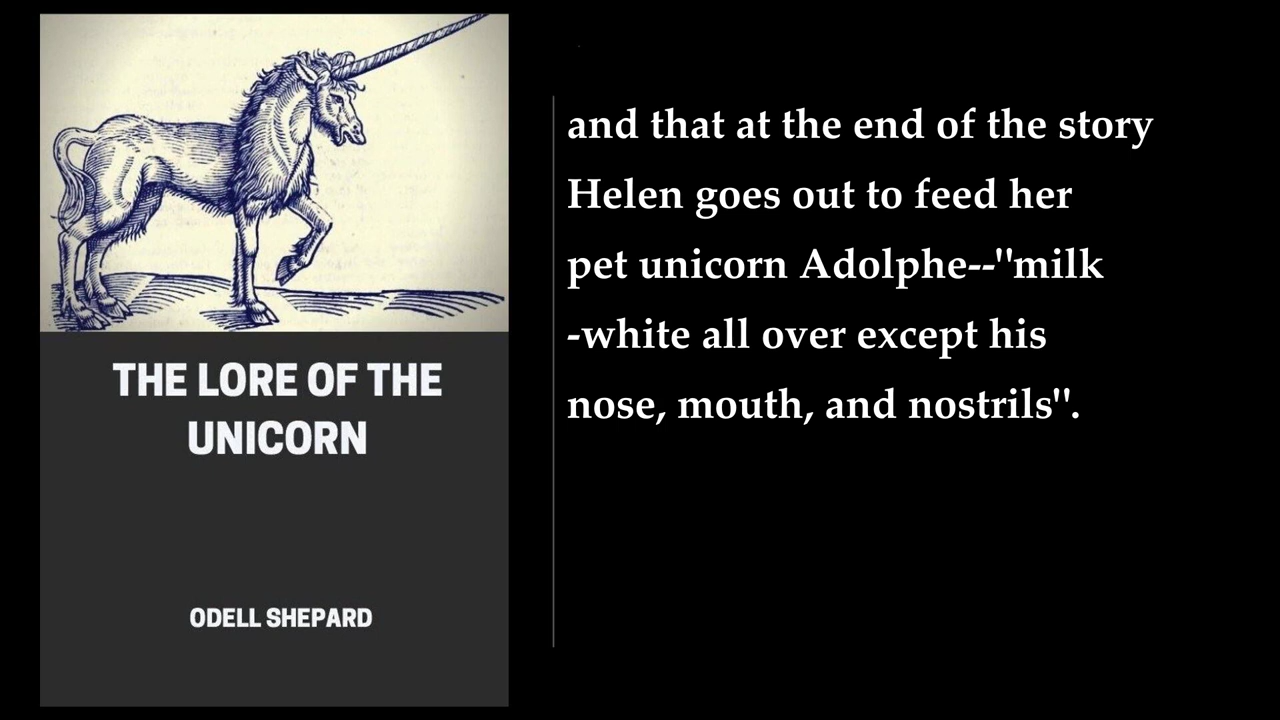 THE LORE OF THE
UNICORN
ODELL SHEPARD
and that at the end of the story
Helen goes out to feed her
pet unicorn Adolphe--"milk
-white all over except his
nose, mouth, and nostrils".